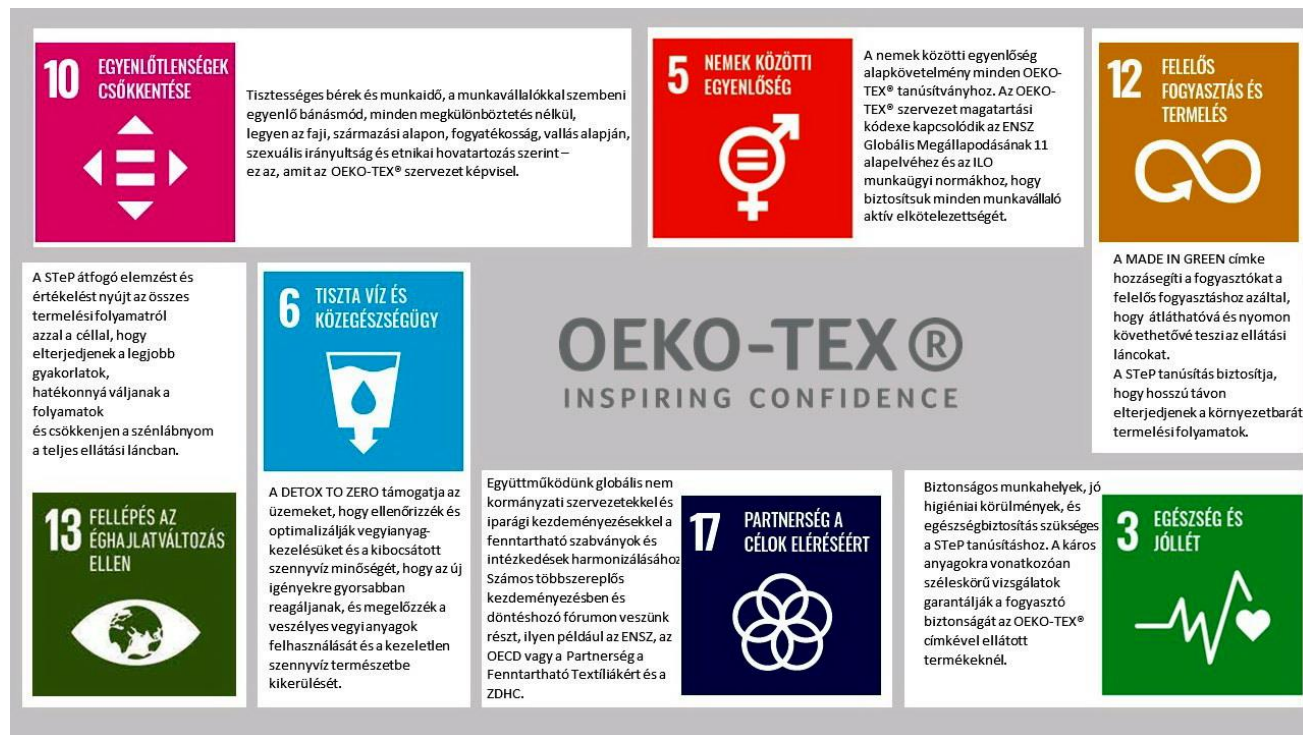 10 EGYENLŐTLENSÉGEK
CSŐKKENTÉSE
Tisztességes bérek és munkaidő, a munkavállalókkal szembeni
egyenlő bánásmód, minden megkülönböztetés nélkül,
legyen az faji, származási alapon, fogyatékosság, vallás alapján,
szexuális irányultság és etnikai hovatartozás szerint –
ez az, amit az OEKO-TEX® szervezet képvisel.
5 NEMEK KÖZÖTTI
EGYENLŐSÉG
A nemek közötti egyenlőség
alapkövetelmény minden OEKO-
TEX® tanúsítványhoz. Az OEKO-
TEX® szervezet magatartási
kódexe kapcsolódik az ENSZ
Globális Megállapodásának 11
alapelvéhez és az ILO
munkaügyi normákhoz, hogy
biztosítsuk minden munkavállaló
aktív elkötelezettségét.
12 FELELŐS
FOGYASZTÁS ÉS
TERMELÉS
A MADE IN GREEN címke
hozzásegíti a fogyasztókat a
felelős fogyasztáshoz azáltal,
hogy átláthatóvá és nyomon
követhetővé teszi az ellátási
láncokat.
A STeP tanúsítás biztosítja,
hogy hosszú távon
elterjedjenek a környezetbarát
termelési folyamatok.
A STeP átfogó elemzést és
értékelést nyújt az összes
termelési folyamatról
azzal a céllal, hogy
elterjedjenek a legjobb
gyakorlatok,
hatékonnyá váljanak a
folyamatok
és csökkenjen a szénlábnyom
a teljes ellátási láncban.
13 FELLÉPÉS AZ
ÉGHAJLATVÁLTOZÁS
ELLEN
6 TISZTA VÍZ ÉS
KÖZEGÉSZSÉGÜGY
A DETOX TO ZERO támogatja az
üzemeket, hogy ellenőrizzék és
optimalizálják vegyianyag-
kezelésüket és a kibocsátott
szennyvíz minőségét, hogy az új
igényekre gyorsabban
reagáljanak, és megelőzzék a
veszélyes vegyi anyagok
felhasználását és a kezeletlen
szennyvíz természetbe
kikerülését.
OEKO-TEX®
INSPIRING CONFIDENCE
Együttműködünk globális nem
kormányzati szervezetekkel és
iparági kezdeményezésekkel a
fenntartható szabványok és
intézkedések harmonizálásához
Számos többszereplős
kezdeményezésben és
döntéshozó fórumon veszünk
részt, ilyen például az ENSZ, az
OECD vagy a Partnerség a
Fenntartható Textíliákért és a
ZDHC.
17 PARTNERSÉG A
CÉLOK ELÉRÉSÉÉRT
Biztonságos munkahelyek, jó
higiéniai körülmények, és
egészségbiztosítás szükséges
a STeP tanúsításhoz. A káros
anyagokra vonatkozóan
széleskörű vizsgálatok
garantálják a fogyasztó
biztonságát az OEKO-TEX®
címkével ellátott
termékeknél.
3 EGÉSZSÉG ÉS
JÓLLÉT